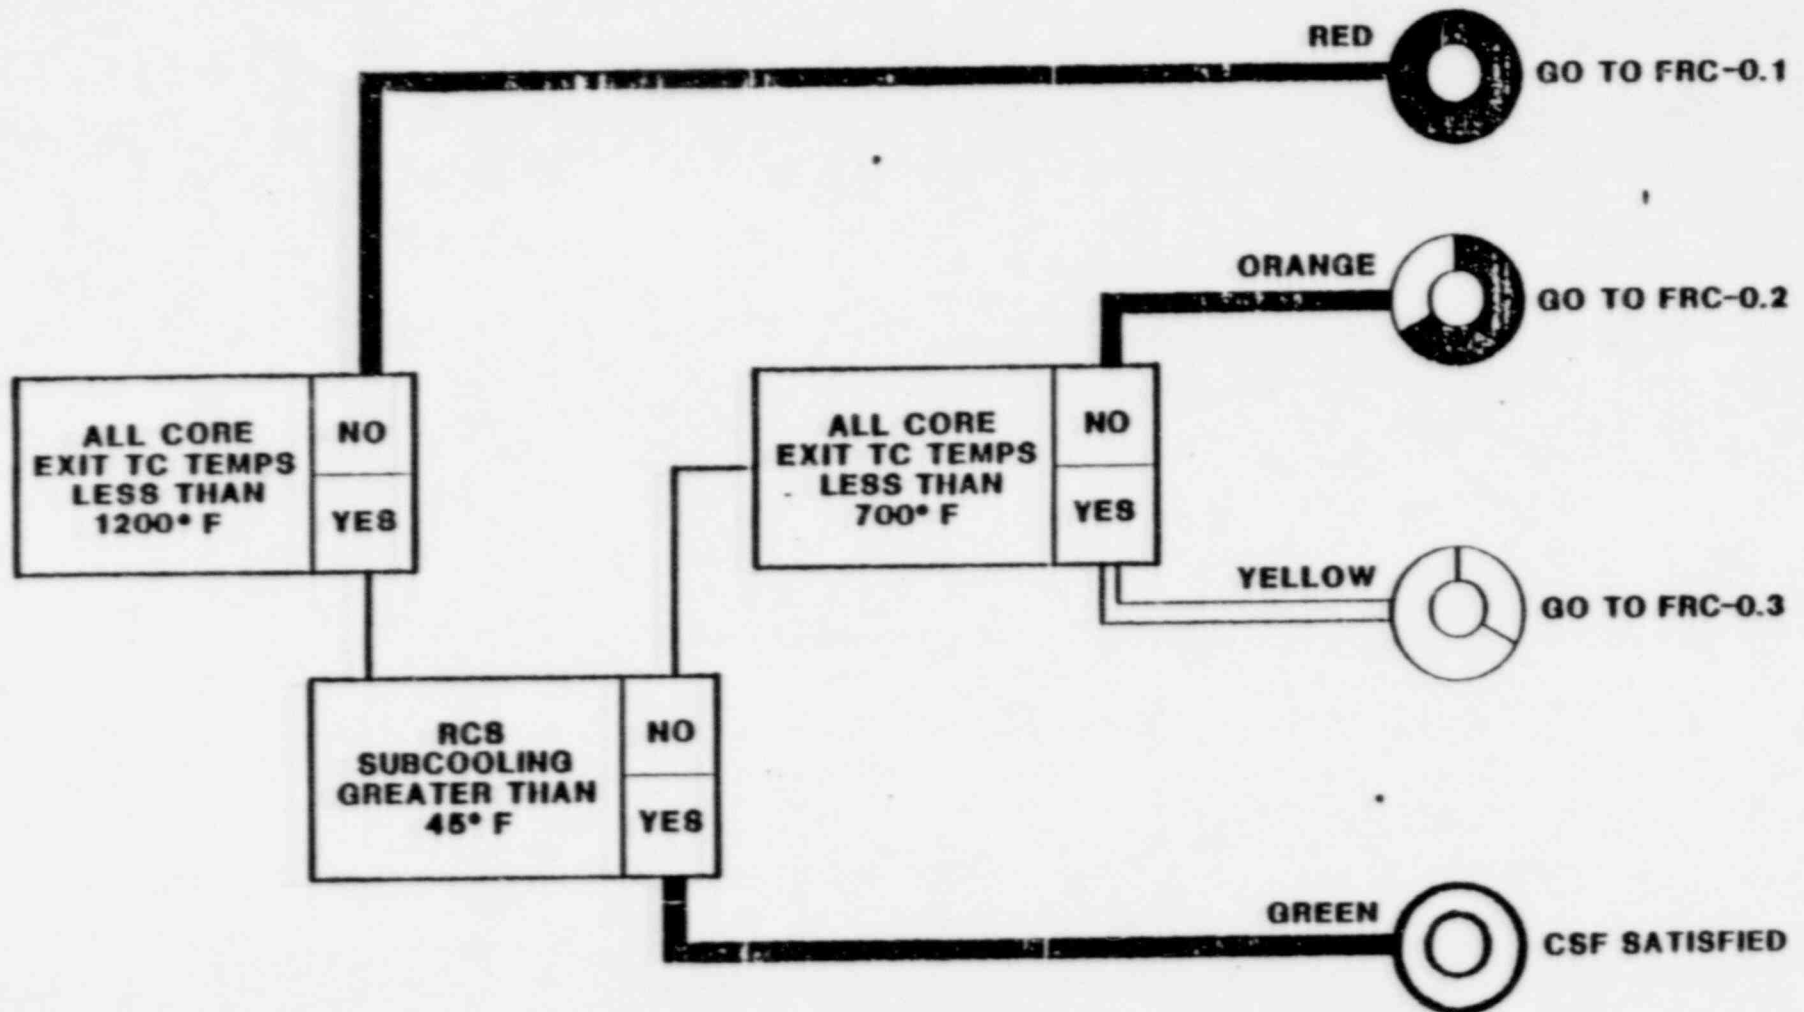 RED
GO TO FRC-0.1
ORANGE
GO TO FRC-0.2
ALL CORE
EXIT TC TEMPS
LESS THAN
1200° F
NO
YES
ALL CORE
EXIT TC TEMPS
LESS THAN
700° F
NO
YES
YELLOW
GO TO FRC-0.3
RCS
SUBCOOLING
GREATER THAN
45° F
NO
YES
GREEN
CSF SATISFIED